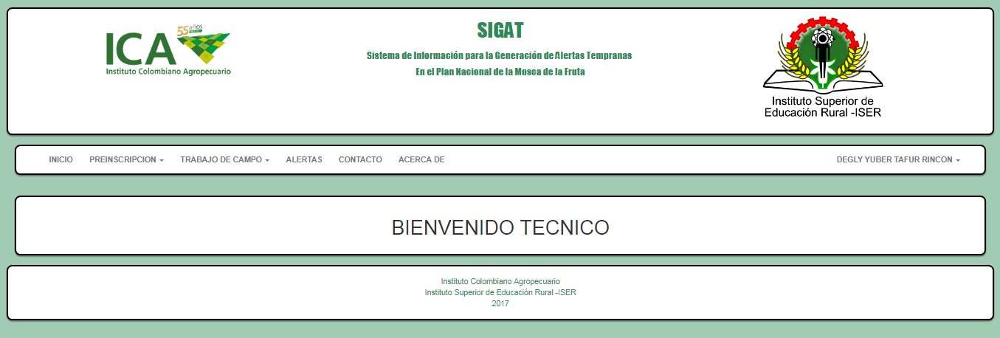 55 años
ICA
Instituto Colombiano Agropecuario
SIGAT
Sistema de Información para la Generación de Alertas Tempranas
En el Plan Nacional de la Mosca de la Fruta
Instituto Superior de
Educación Rural -ISER
INICIO PREINSCRIPCION TRABAJO DE CAMPO ALERTAS CONTACTO ACERCA DE DEGLY YUBER TAFUR RINCON
BIENVENIDO TECNICO
Instituto Colombiano Agropecuario
Instituto Superior de Educación Rural -ISER
2017